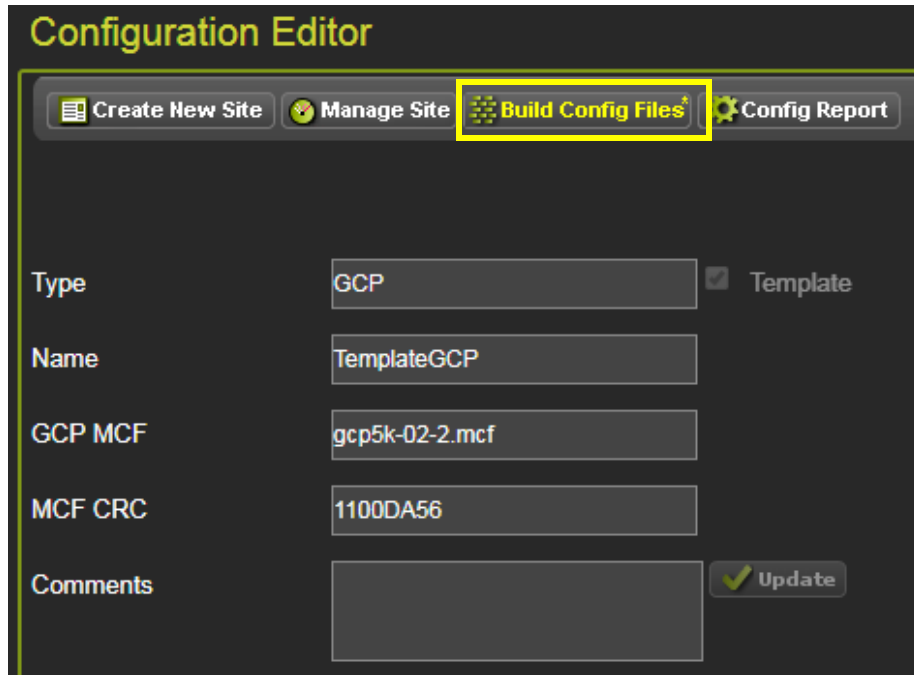 Configuration Editor
Create New Site Manage Site Build Config Files* Config Report
Type GCP Template
Name TemplateGCP
GCP MCF gcp5k-02-2.mcf
MCF CRC 1100DA56
Comments Update